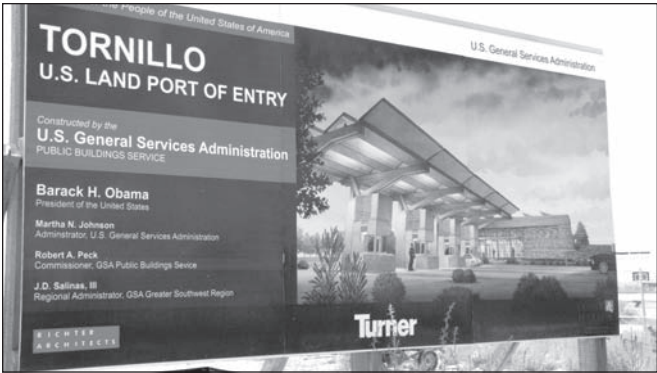 the People of the United States of America
TORNILLO
U.S. LAND PORT OF ENTRY
Constructed by the
U.S. General Services Administration
PUBLIC BUILDINGS SERVICE
Barack H. Obama
President of the United States
Martha N. Johnson
Adminstrator, U.S. General Services Administration
Robert A. Peck
Commissioner, GSA Public Buildings Sevice
J.D. Salinas, III
Regional Administrator, GSA Greater Southwest Region
RICHTER
ARCHITECTS
U.S. General Services Administration
Turner